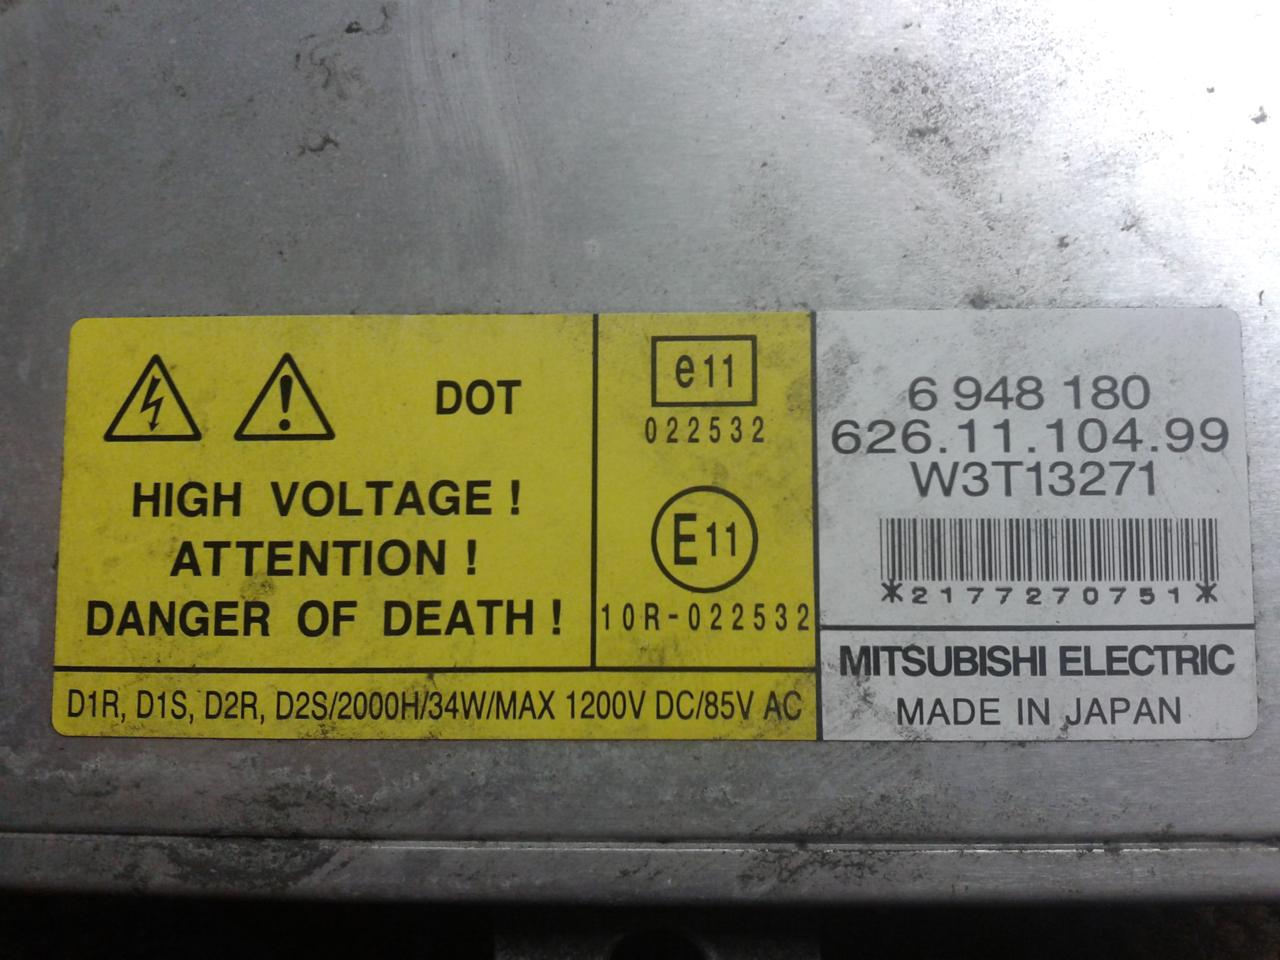 DOT
HIGH VOLTAGE !
ATTENTION !
DANGER OF DEATH !
e11
022532
E11
10R-022532
D1R, D1S, D2R, D2S/2000H/34W/MAX 1200V DC/85V AC
6 948 180
626.11.104.99
W3T13271
*2177270751*
MITSUBISHI ELECTRIC
MADE IN JAPAN